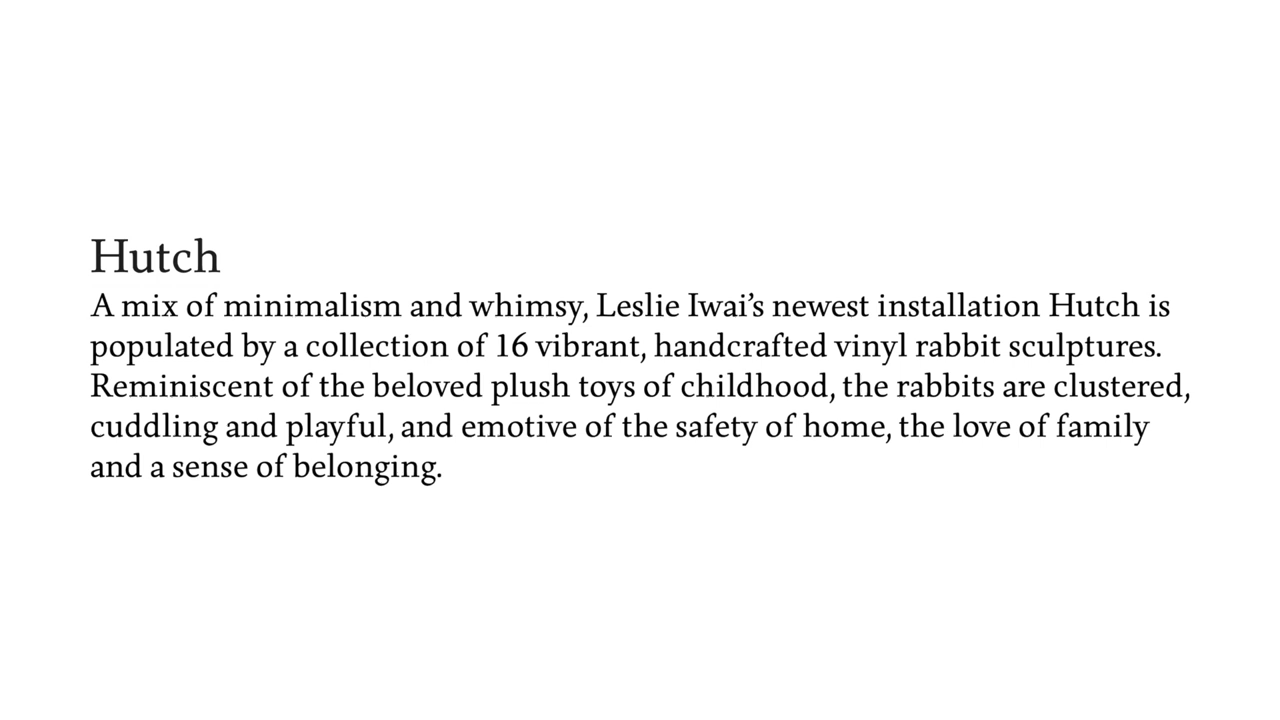 Hutch
A mix of minimalism and whimsy, Leslie Iwai’s newest installation Hutch is
populated by a collection of 16 vibrant, handcrafted vinyl rabbit sculptures.
Reminiscent of the beloved plush toys of childhood, the rabbits are clustered,
cuddling and playful, and emotive of the safety of home, the love of family
and a sense of belonging.